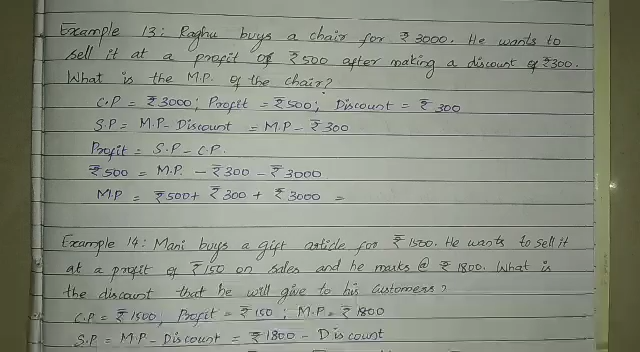 Example 13: Raghu buys a chair for ₹ 3000. He wants to
sell it at a profit of ₹500 after making a discount of ₹300.
What is the M.P. of the chair?
C.P = ₹3000; Profit = ₹500; Discount = ₹ 300
S.P = M.P - Discount = M.P - ₹300
Profit = S.P - C.P.
₹500 = M.P. - ₹300 - ₹3000
M.P = ₹500 + ₹300 + ₹3000 =
Example 14: Mani buys a gift article for ₹ 1500. He wants to sell it
at a profit of ₹150 on sales and he marks @ ₹ 1800. What is
the discount that he will give to his customers?
C.P = ₹1500, Profit = ₹150; M.P = ₹1800
S.P = M.P - Discount = ₹1800 - Discount